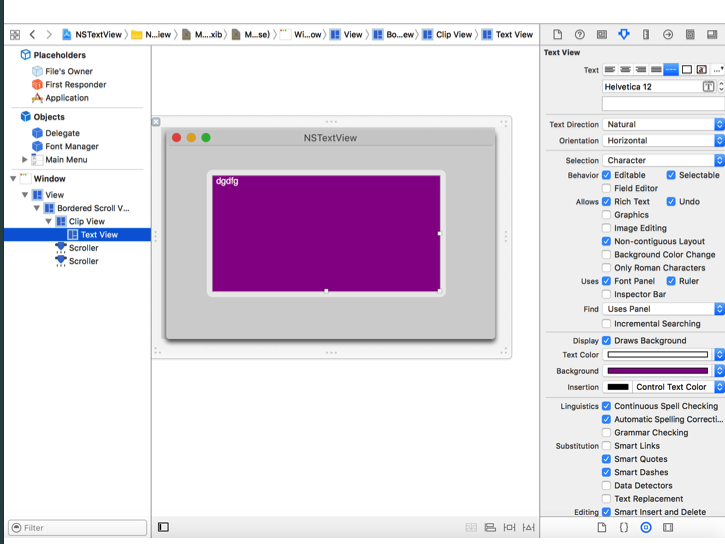 NSTextView N...iew M....xib M...se) Wi...ow View Bo...ew Clip View Text View
Placeholders
File's Owner
First Responder
Application
Objects
Delegate
Font Manager
Main Menu
Window
View
Bordered Scroll V...
Clip View
Text View
Scroller
Scroller
Filter
NSTextView
dgdfg
Text View
Text
Helvetica 12
Text Direction Natural
Orientation Horizontal
Selection Character
Behavior Editable Selectable
Field Editor
Allows Rich Text Undo
Graphics
Image Editing
Non-contiguous Layout
Background Color Change
Only Roman Characters
Uses Font Panel Ruler
Inspector Bar
Find Uses Panel
Incremental Searching
Display Draws Background
Text Color
Background
Insertion Control Text Color
Linguistics Continuous Spell Checking
Automatic Spelling Correcti...
Grammar Checking
Substitution Smart Links
Smart Quotes
Smart Dashes
Data Detectors
Text Replacement
Editing Smart Insert and Delete